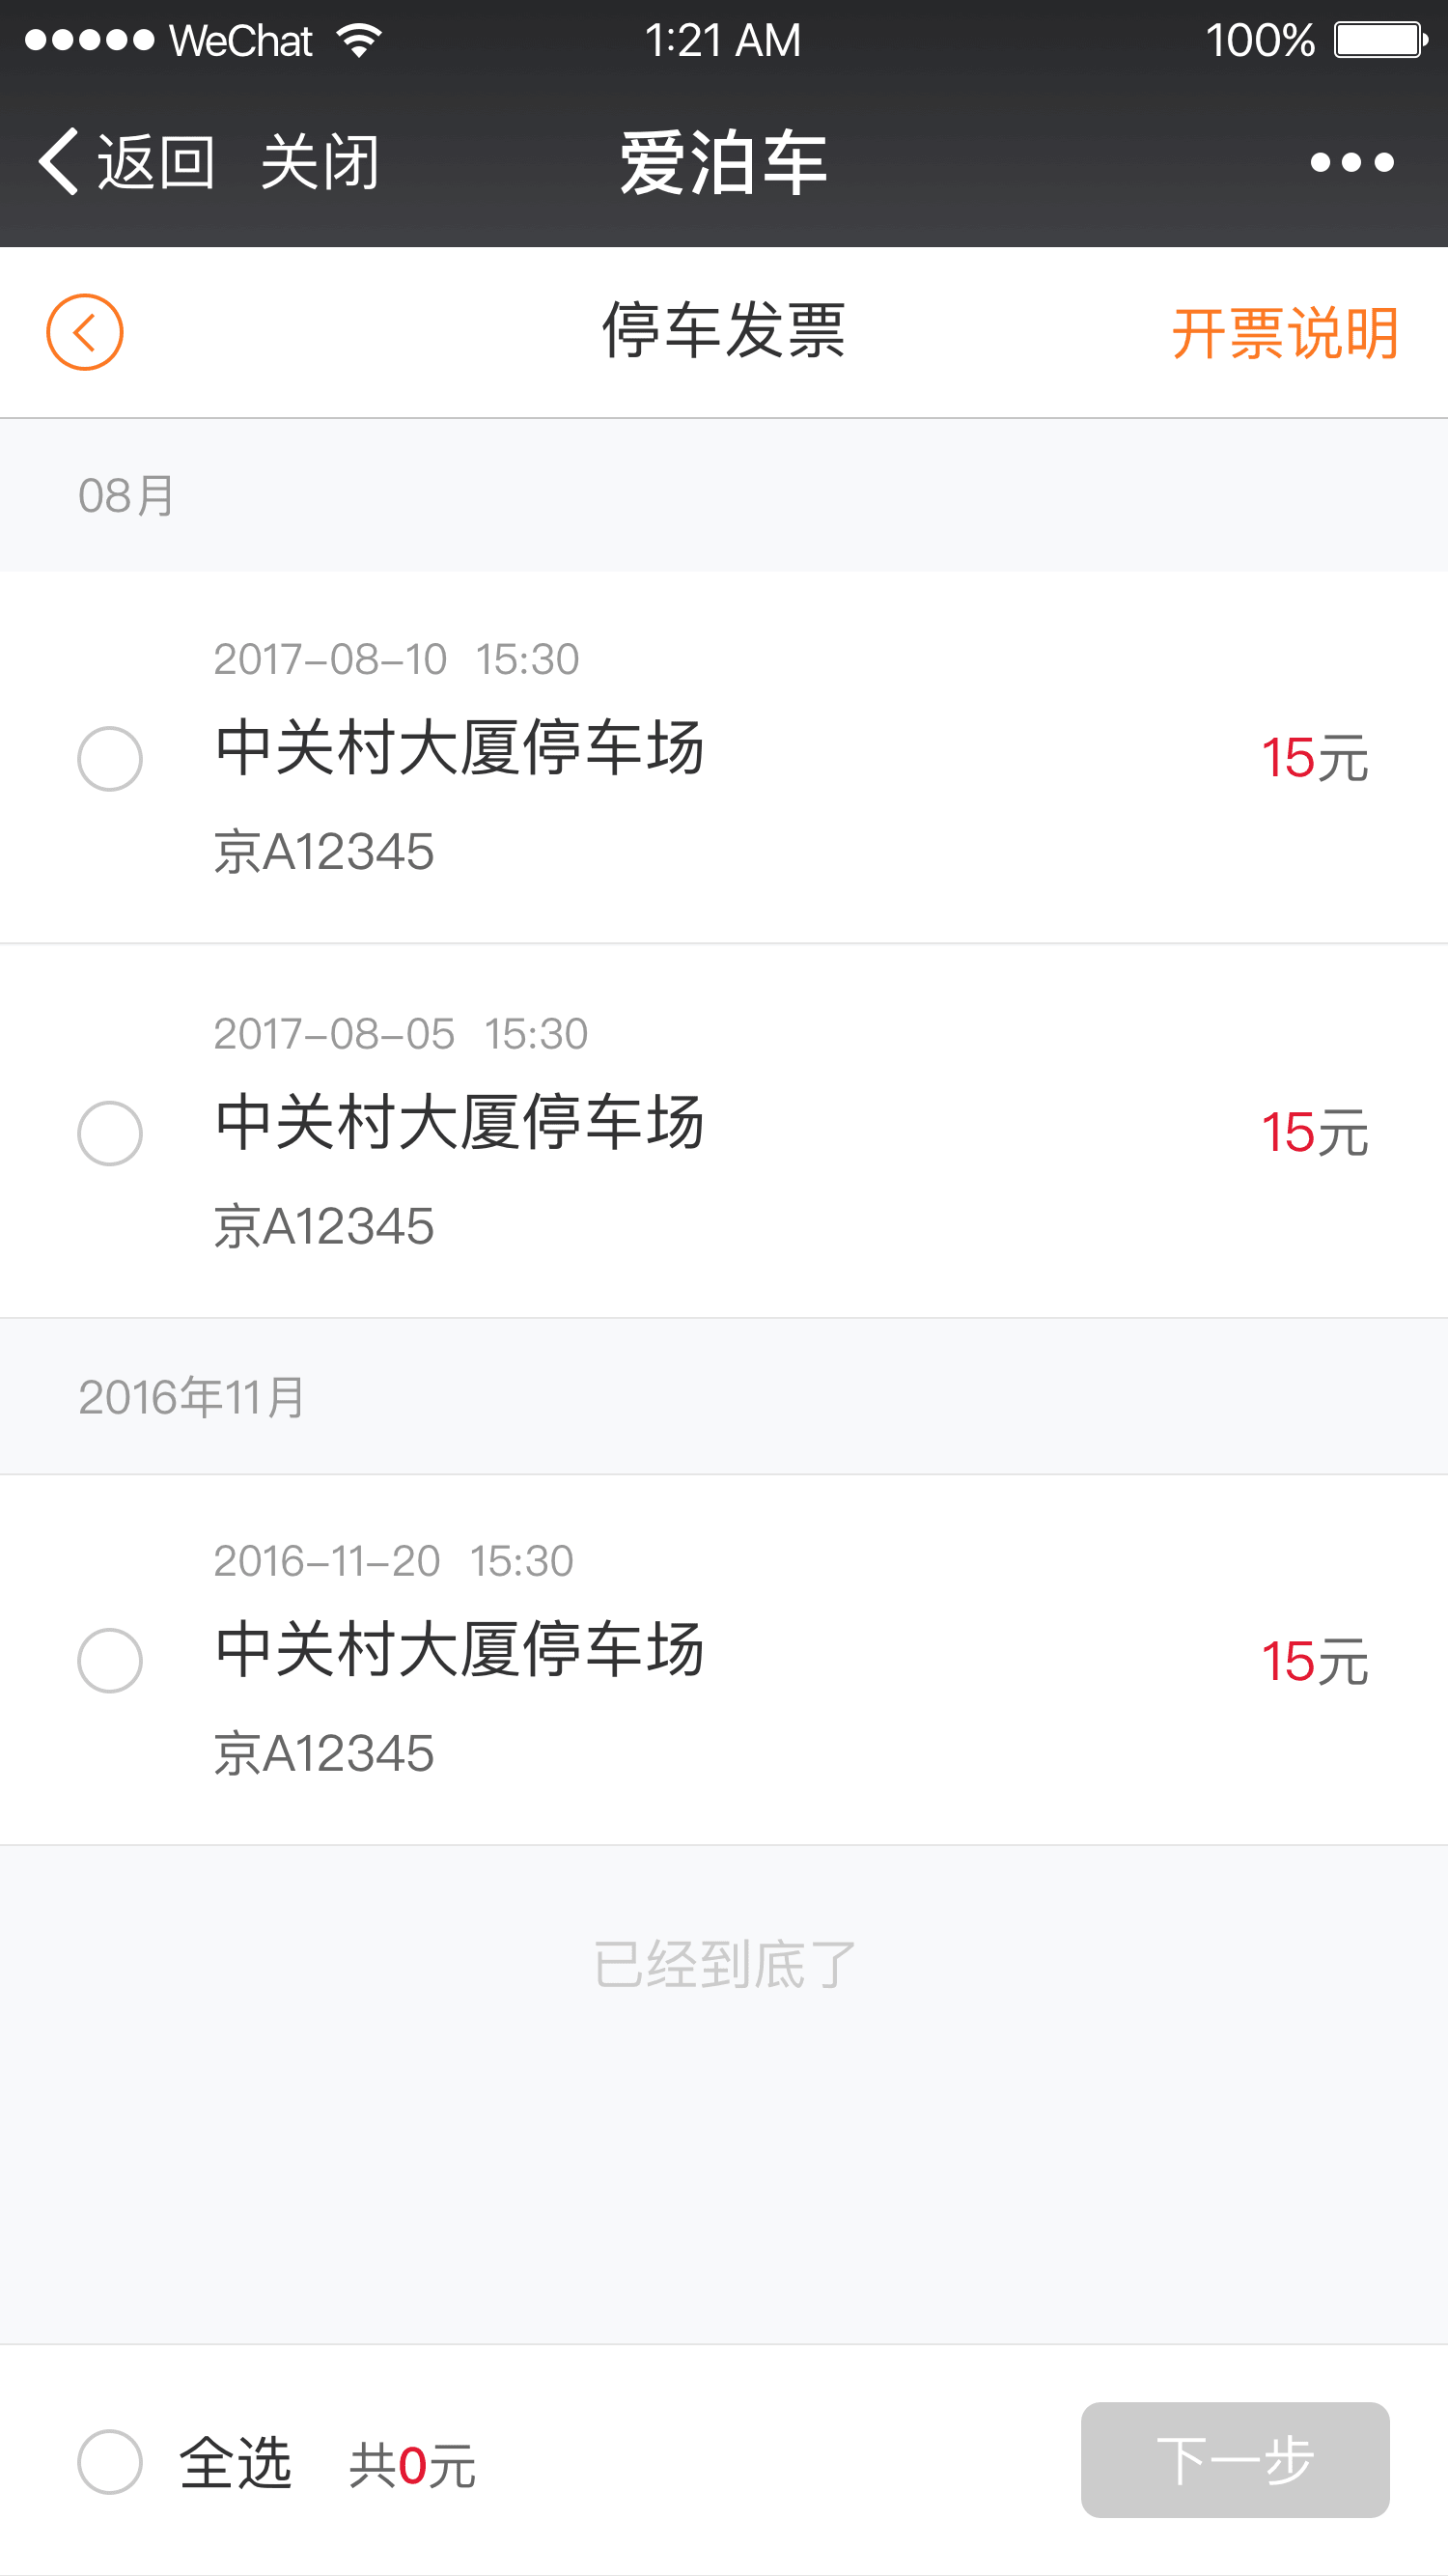 WeChat 1:21 AM 100%
返回 关闭 爱泊车
停车发票 开票说明
08月
2017-08-10 15:30
中关村大厦停车场
15元
京A12345
2017-08-05 15:30
中关村大厦停车场
15元
京A12345
2016年11月
2016-11-20 15:30
中关村大厦停车场
15元
京A12345
已经到底了
全选 共0元 下一步